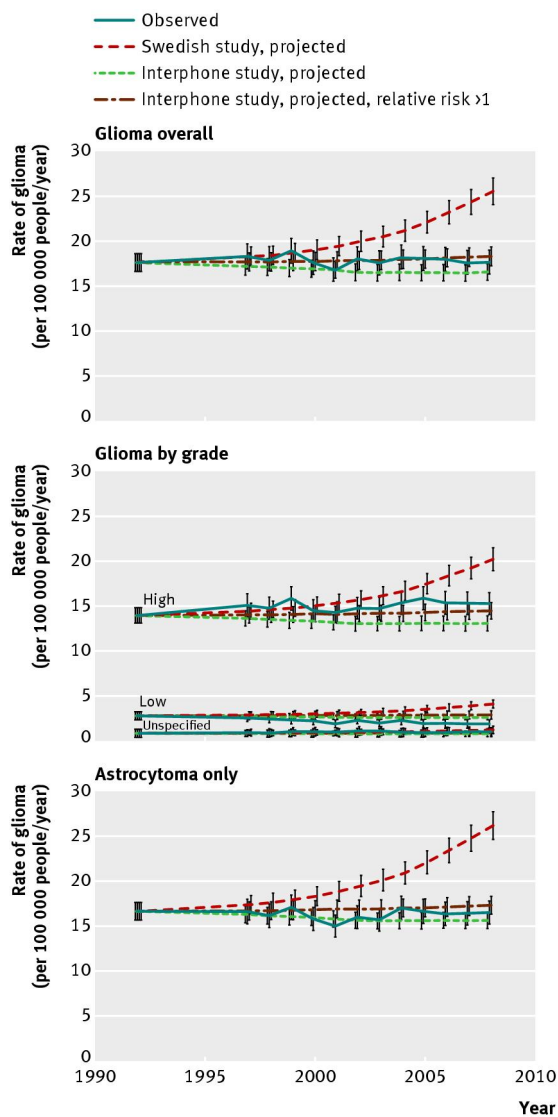 Observed
Swedish study, projected
Interphone study, projected
Interphone study, projected, relative risk >1
Glioma overall
Rate of glioma
(per 100 000 people/year)
30
25
20
15
10
5
0
Glioma by grade
Rate of glioma
(per 100 000 people/year)
30
25
20
15
10
5
0
High
Low
Unspecified
Astrocytoma only
Rate of glioma
(per 100 000 people/year)
30
25
20
15
10
5
0
1990 1995 2000 2005 2010
Year